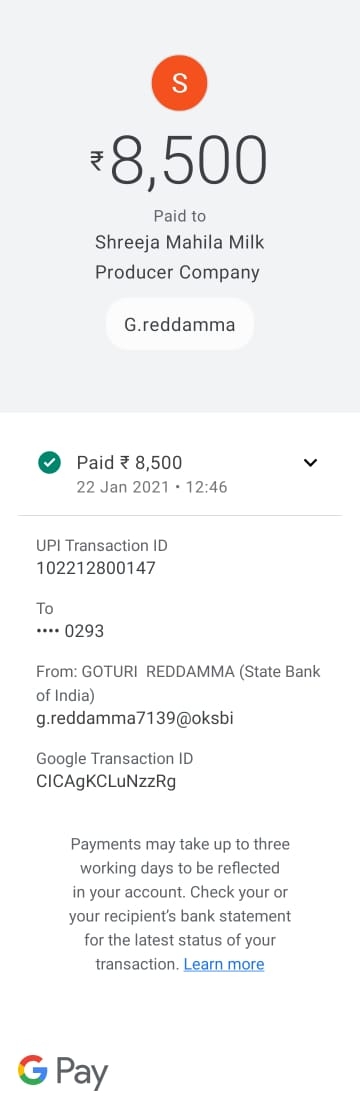 S
₹8,500
Paid to
Shreeja Mahila Milk
Producer Company
G.reddamma
Paid ₹ 8,500
22 Jan 2021 • 12:46
UPI Transaction ID
102212800147
To
•••• 0293
From: GOTURI  REDDAMMA (State Bank
of India)
g.reddamma7139@oksbi
Google Transaction ID
CICAgKCLuNzzRg
Payments may take up to three
working days to be reflected
in your account. Check your or
your recipient's bank statement
for the latest status of your
transaction. Learn more
G Pay